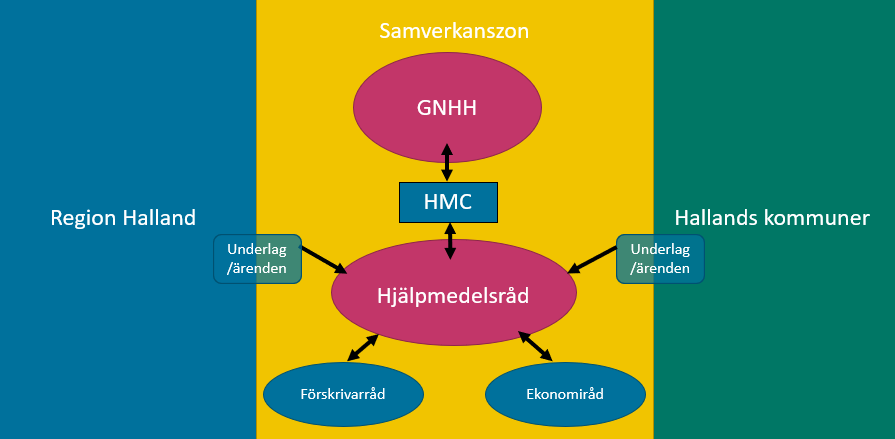 Samverkanszon
GNHH
HMC
Region Halland
Hallands kommuner
Underlag
/ärenden
Underlag
/ärenden
Hjälpmedelsråd
Förskrivarråd
Ekonomiråd